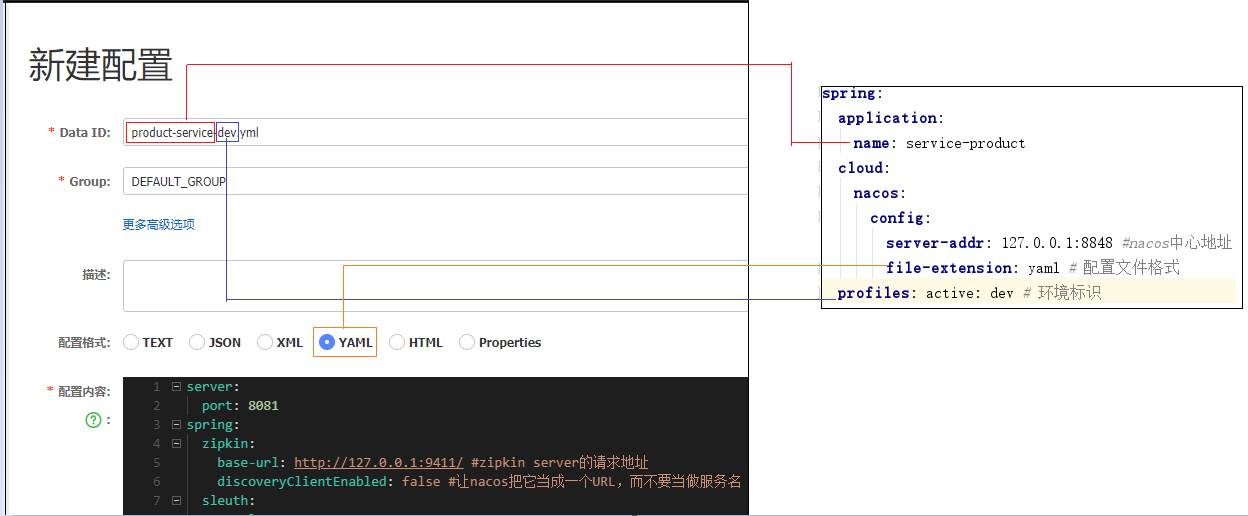 新建配置
* Data ID: product-service-dev.yml
* Group: DEFAULT_GROUP
更多高级选项
描述:
配置格式: TEXT JSON XML YAML HTML Properties
* 配置内容:
? :
1 server:
2 port: 8081
3 spring:
4 zipkin:
5 base-url: http://127.0.0.1:9411/ #zipkin server的请求地址
6 discoveryClientEnabled: false #让nacos把它当成一个URL，而不要当做服务名
7 sleuth:
spring:
application:
name: service-product
cloud:
nacos:
config:
server-addr: 127.0.0.1:8848 #nacos中心地址
file-extension: yaml # 配置文件格式
profiles: active: dev # 环境标识